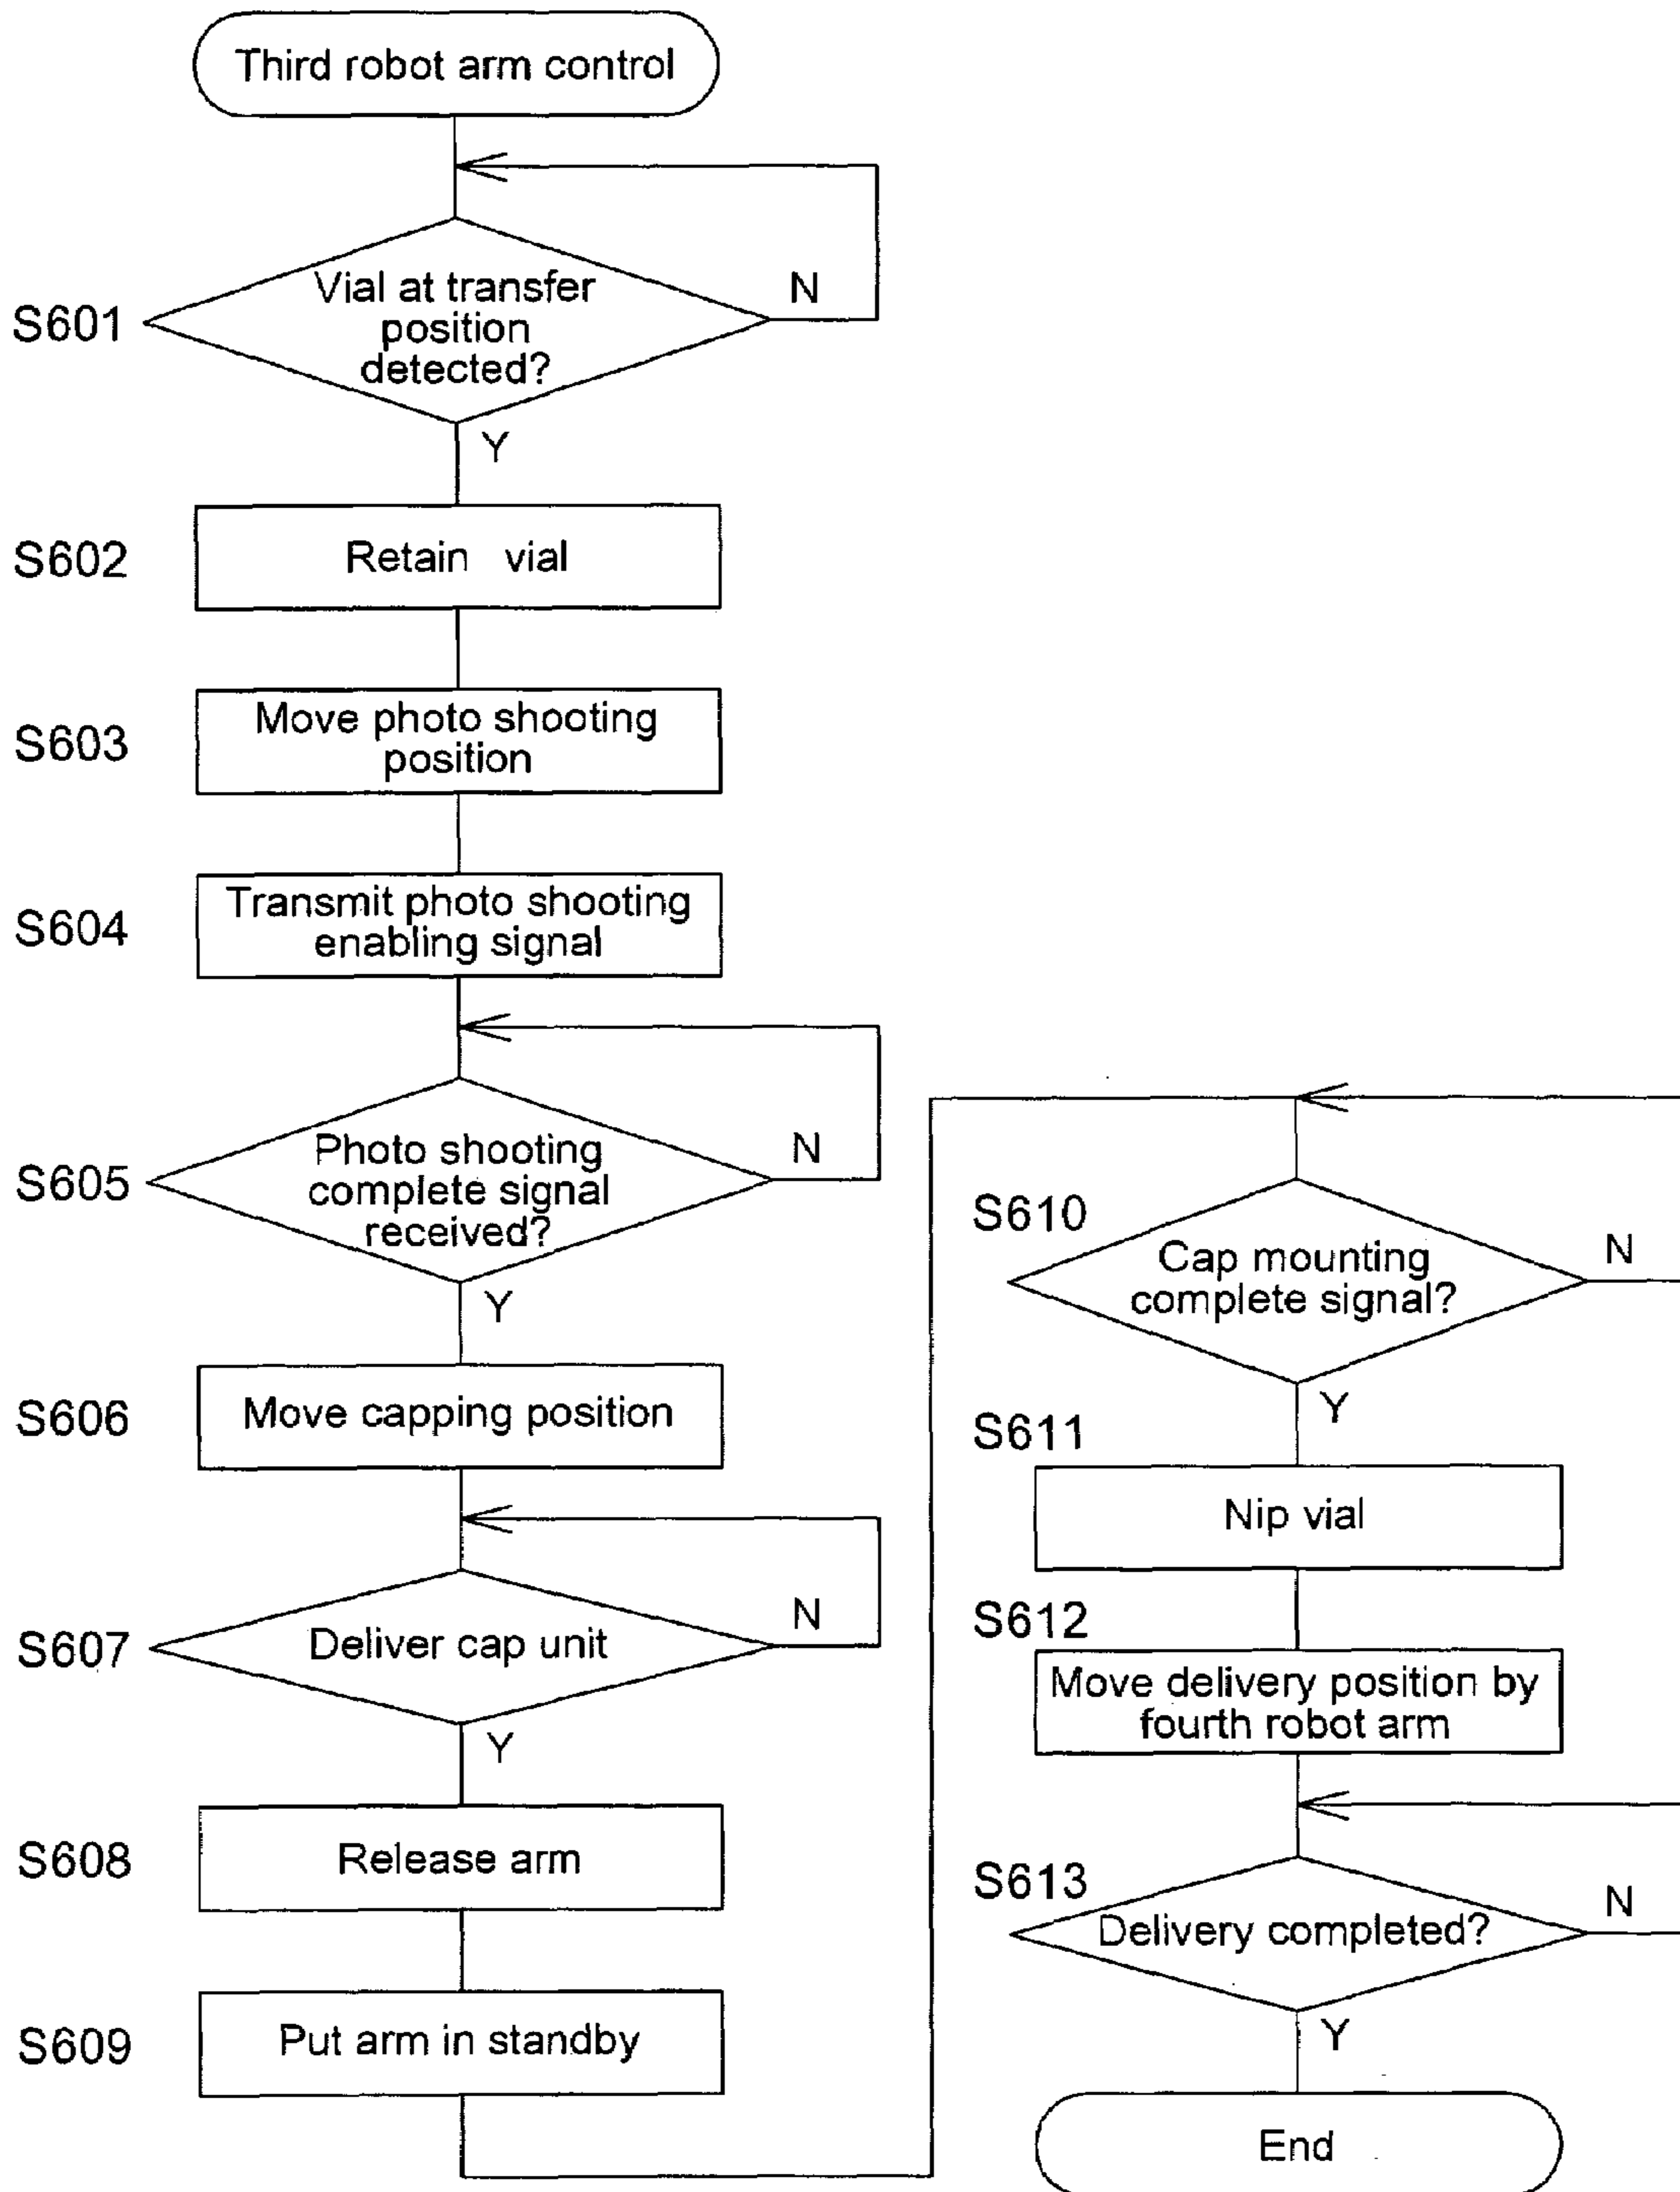 Third robot arm control
S601
Vial at transfer
position
detected?
N
Y
S602
Retain vial
S603
Move photo shooting
position
S604
Transmit photo shooting
enabling signal
S605
Photo shooting
complete signal
received?
N
Y
S606
Move capping position
S607
Deliver cap unit
N
Y
S608
Release arm
S609
Put arm in standby
S610
Cap mounting
complete signal?
N
Y
S611
Nip vial
S612
Move delivery position by
fourth robot arm
S613
Delivery completed?
N
Y
End